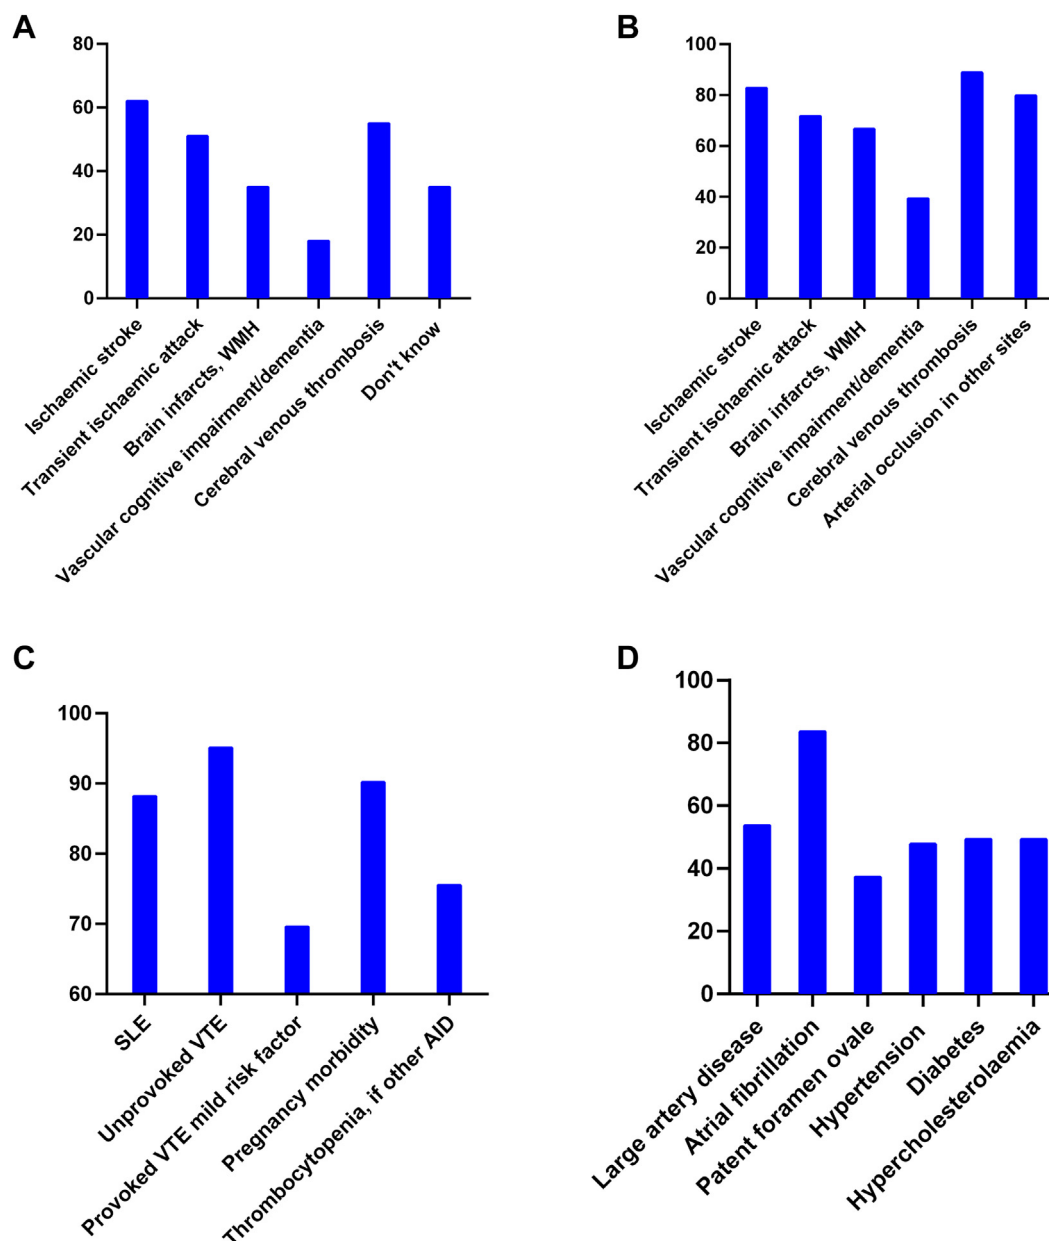 A
80
60
40
20
0
Ischaemic stroke
Transient ischaemic attack
Brain infarcts, WMH
Vascular cognitive impairment/dementia
Cerebral venous thrombosis
Don't know
B
100
80
60
40
20
0
Ischaemic stroke
Transient ischaemic attack
Brain infarcts, WMH
Vascular cognitive impairment/dementia
Cerebral venous thrombosis
Arterial occlusion in other sites
C
100
90
80
70
60
SLE
Unprovoked VTE
Provoked VTE mild risk factor
Pregnancy morbidity
Thrombocytopenia, if other AID
D
100
80
60
40
20
0
Large artery disease
Atrial fibrillation
Patent foramen ovale
Hypertension
Diabetes
Hypercholesterolaemia